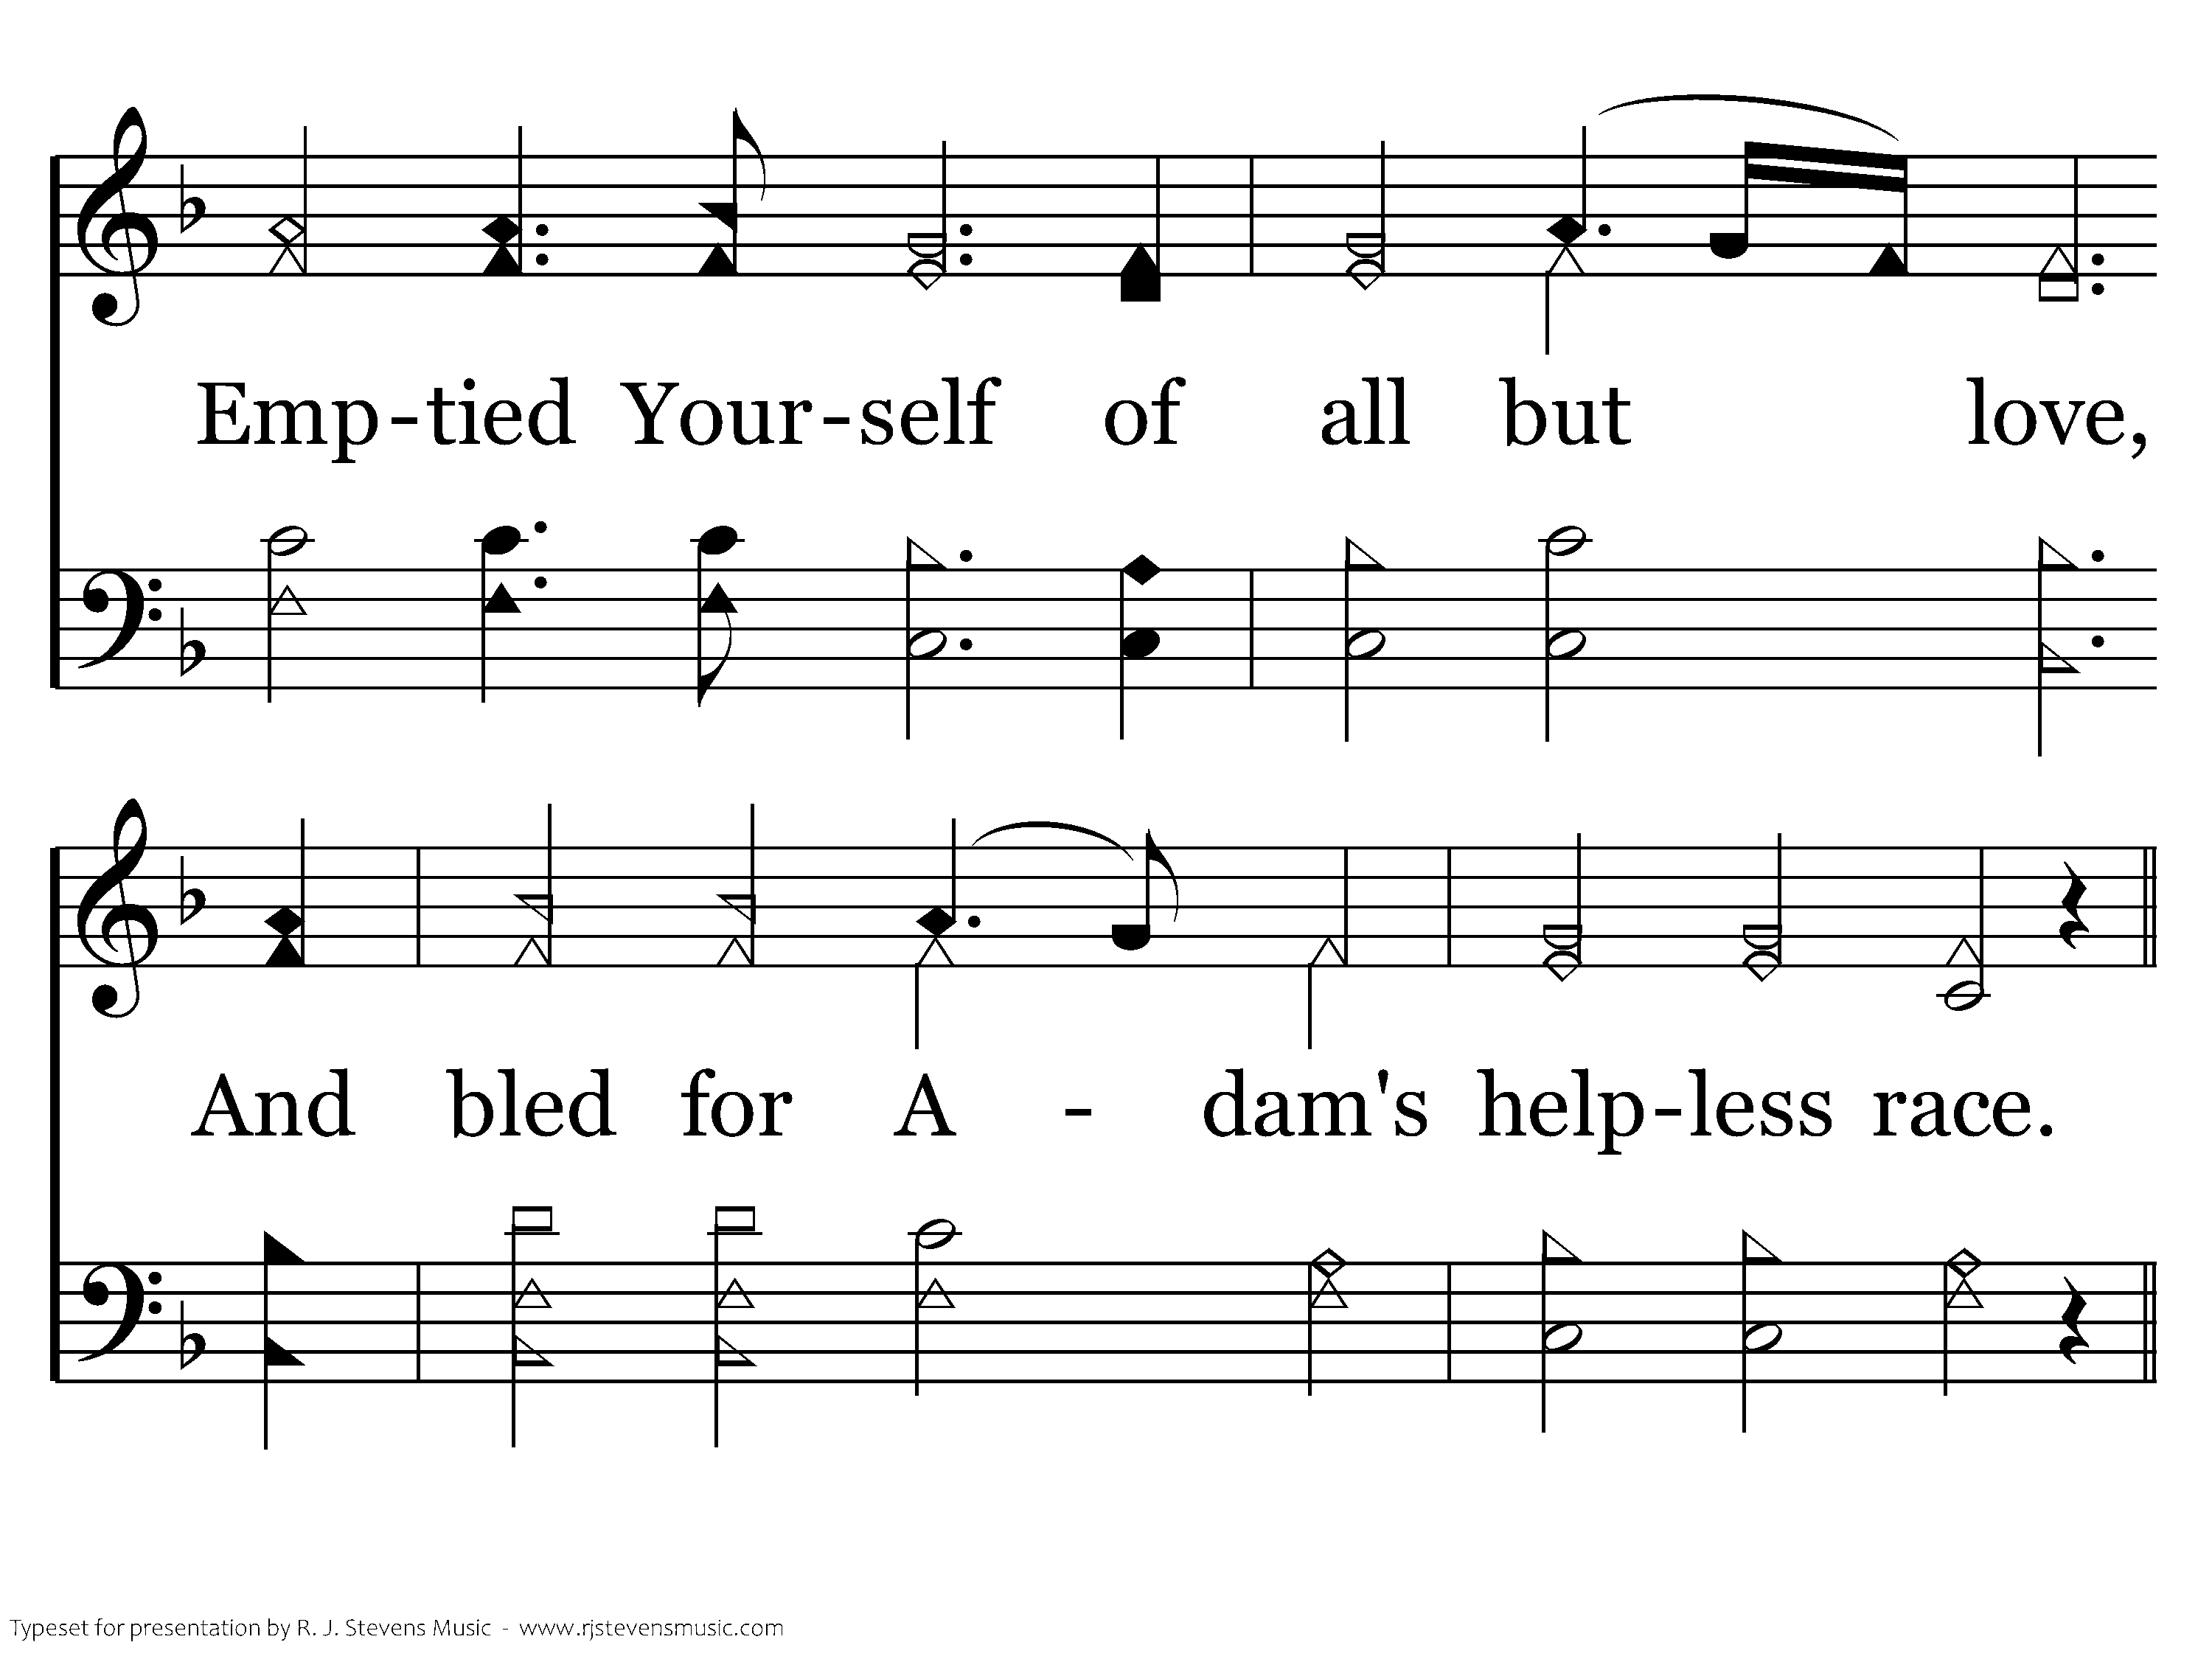 Emp-tied Your-self of all but love,
And bled for A - dam's help-less race.
Typeset for presentation by R. J. Stevens Music - www.rjstevensmusic.com